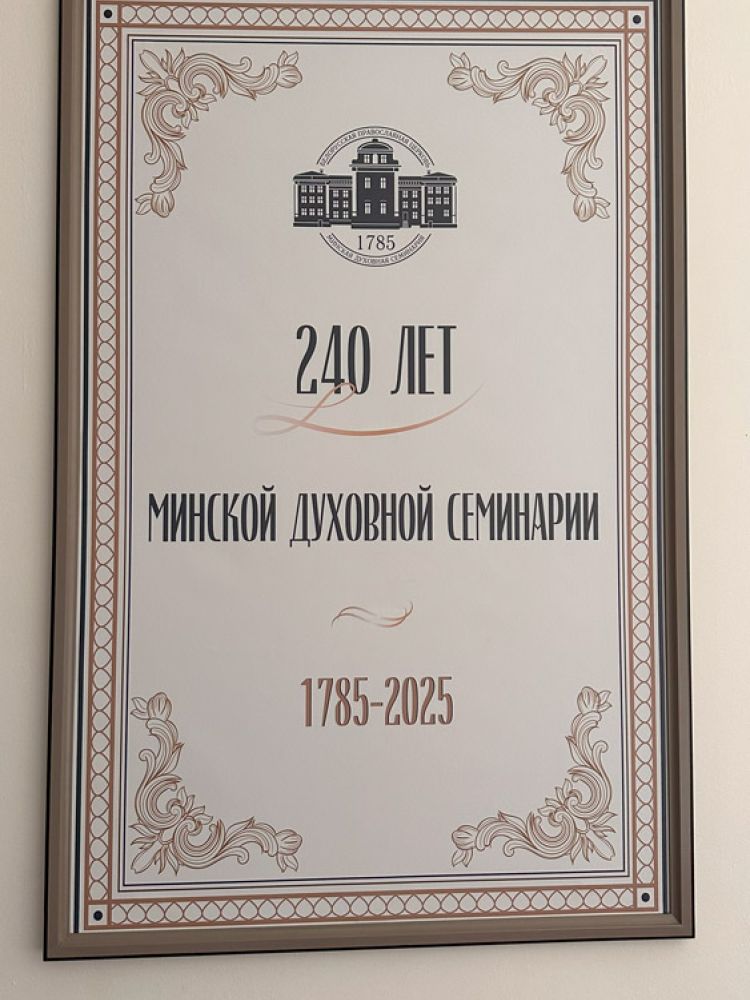 БЕЛОРУССКАЯ ПРАВОСЛАВНАЯ ЦЕРКОВЬ
1785
МИНСКАЯ ДУХОВНАЯ СЕМИНАРИЯ
240 ЛЕТ
МИНСКОЙ ДУХОВНОЙ СЕМИНАРИИ
1785-2025